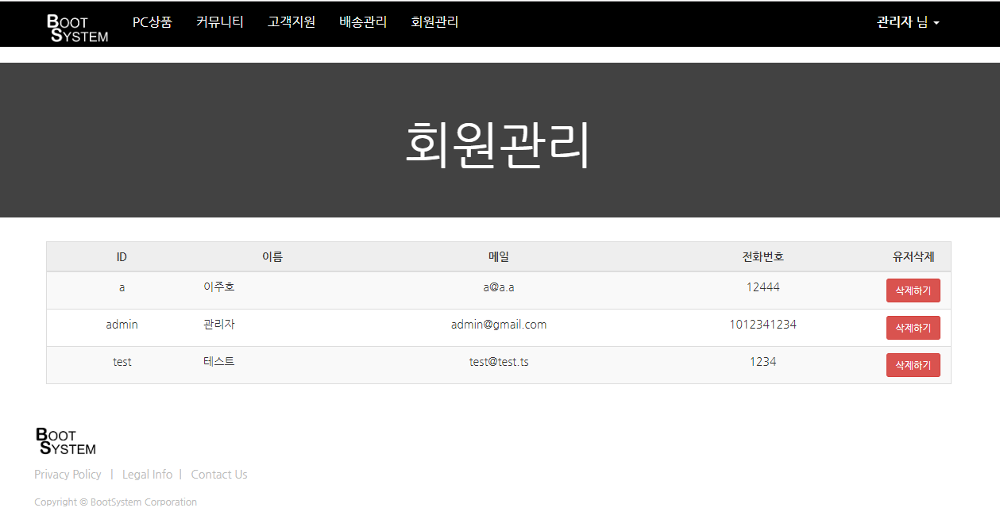 BOOT
SYSTEM
PC상품 커뮤니티 고객지원 배송관리 회원관리 관리자 님
회원관리
ID 이름 메일 전화번호 유저삭제
a 이주호 a@a.a 12444 삭제하기
admin 관리자 admin@gmail.com 1012341234 삭제하기
test 테스트 test@test.ts 1234 삭제하기
BOOT
SYSTEM
Privacy Policy | Legal Info | Contact Us
Copyright © BootSystem Corporation